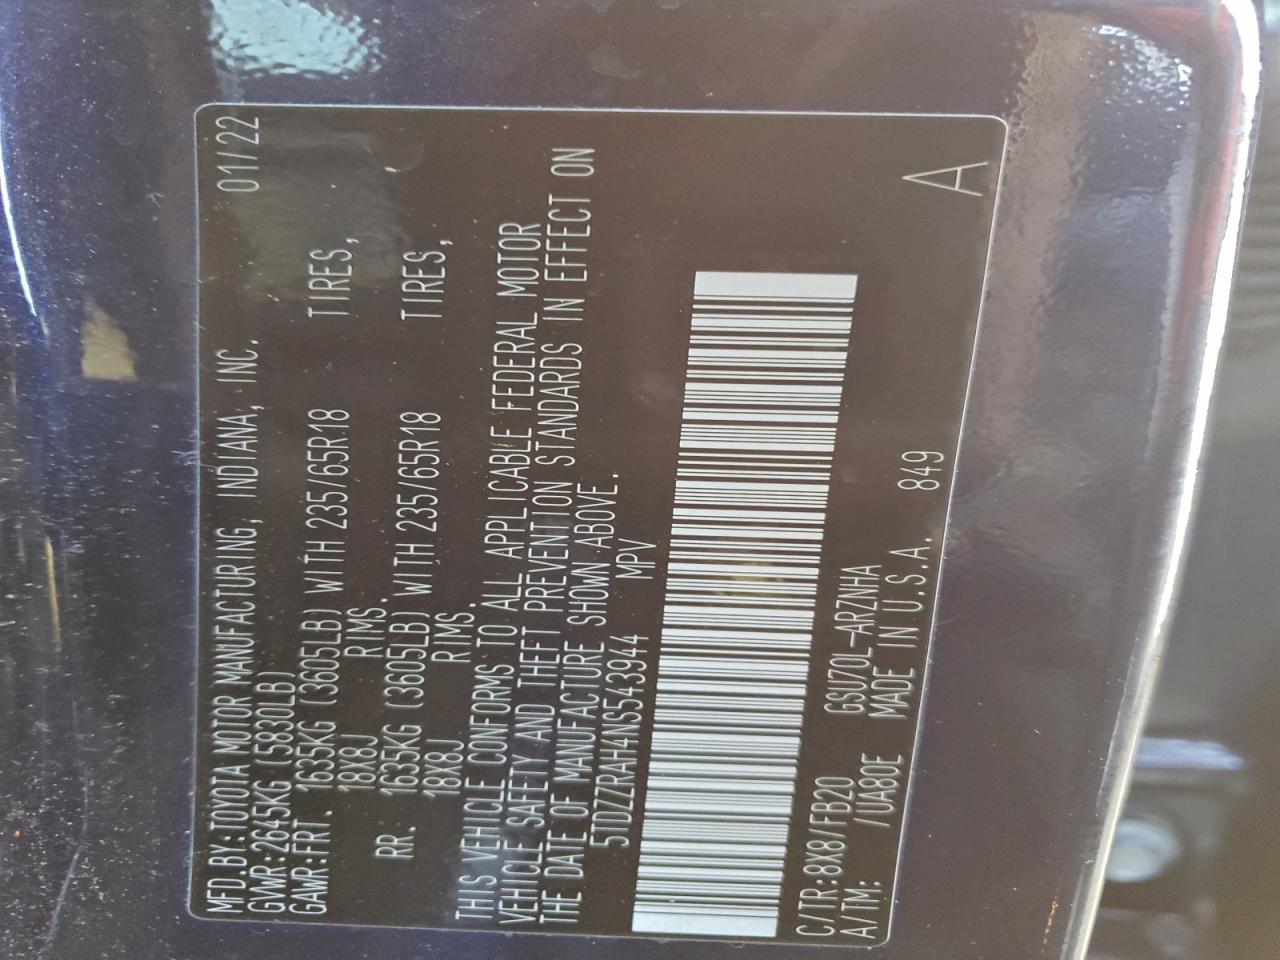 MFD.BY:TOYOTA MOTOR MANUFACTURING, INDIANA, INC. 01/22
GVWR:2645KG (5830LB)
GAWR:FRT. 1635KG (3605LB) WITH 235/65R18 TIRES,
18X8J RIMS.
RR. 1635KG (3605LB) WITH 235/65R18 TIRES,
18X8J RIMS.
THIS VEHICLE CONFORMS TO ALL APPLICABLE FEDERAL MOTOR
VEHICLE SAFETY AND THEFT PREVENTION STANDARDS IN EFFECT ON
THE DATE OF MANUFACTURE SHOWN ABOVE.
5TDZZRAH4NS543944 MPV
C/TR:8X8/FB20 GSU70L-ARZNHA
A/TM: /UA80E MADE IN U.S.A. 849
A